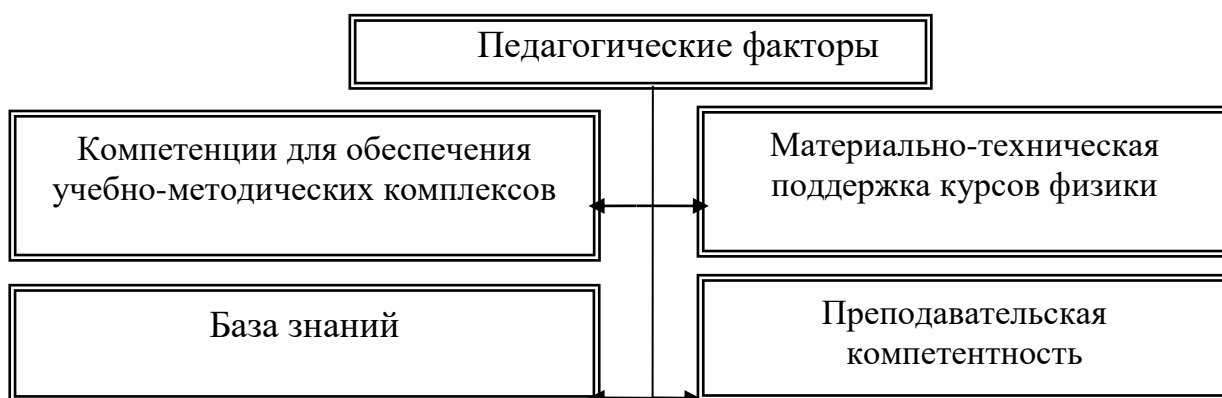 Педагогические факторы
Компетенции для обеспечения
учебно-методических комплексов
Материально-техническая
поддержка курсов физики
База знаний
Преподавательская
компетентность